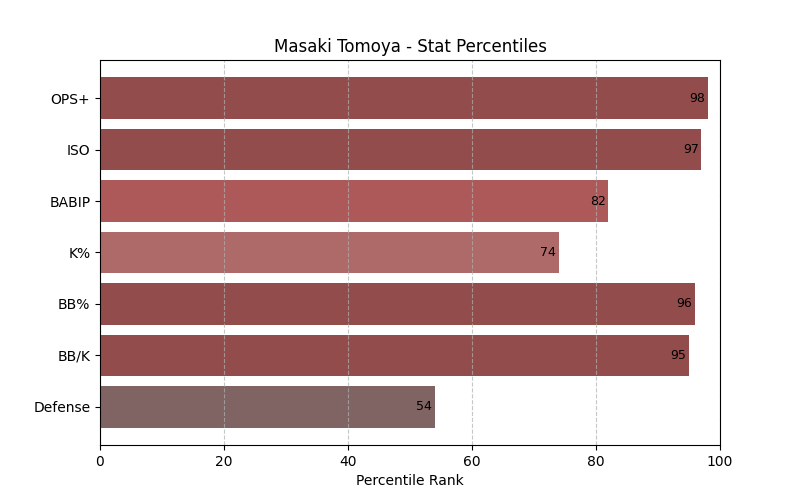 Masaki Tomoya - Stat Percentiles
OPS+ 98
ISO 97
BABIP 82
K% 74
BB% 96
BB/K 95
Defense 54
0 20 40 60 80 100
Percentile Rank